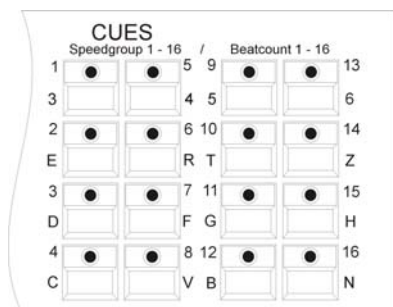 CUES
Speedgroup 1 - 16 / Beatcount 1 - 16
1 5 9 13
3 4 5 6
2 6 10 14
E R T Z
3 7 11 15
D F G H
4 8 12 16
C V B N